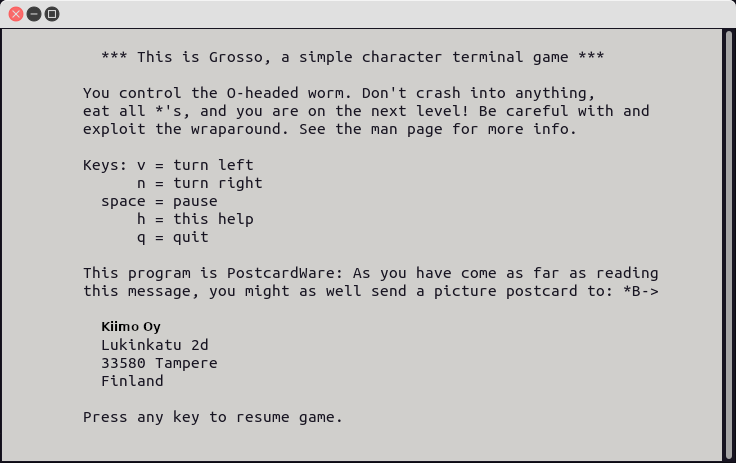 *** This is Grosso, a simple character terminal game ***
You control the O-headed worm. Don't crash into anything,
eat all *'s, and you are on the next level! Be careful with and
exploit the wraparound. See the man page for more info.
Keys: v = turn left
n = turn right
space = pause
h = this help
q = quit
This program is PostcardWare: As you have come as far as reading
this message, you might as well send a picture postcard to: *B->
Kiimo Oy
Lukinkatu 2d
33580 Tampere
Finland
Press any key to resume game.